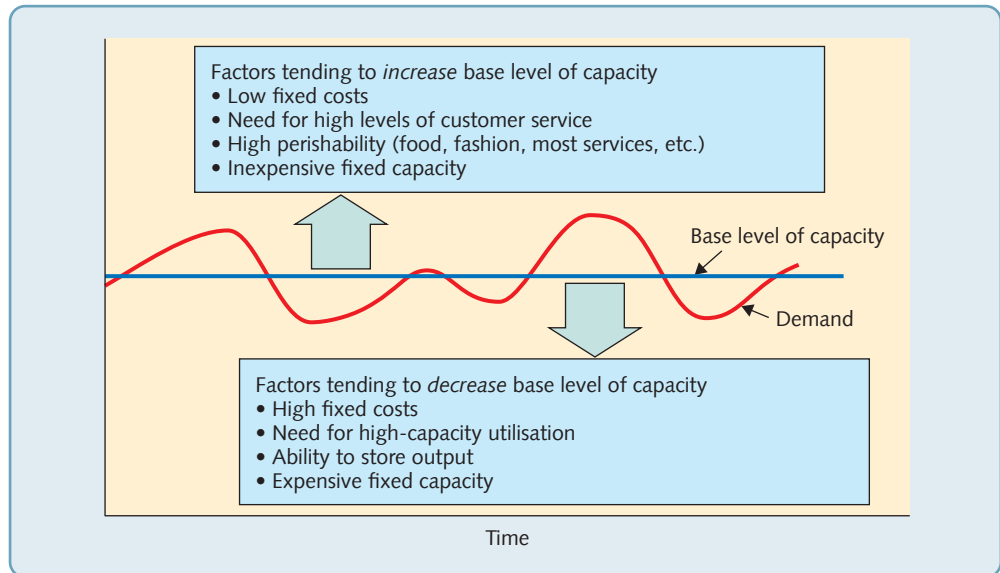 Factors tending to increase base level of capacity
• Low fixed costs
• Need for high levels of customer service
• High perishability (food, fashion, most services, etc.)
• Inexpensive fixed capacity
Base level of capacity
Demand
Factors tending to decrease base level of capacity
• High fixed costs
• Need for high-capacity utilisation
• Ability to store output
• Expensive fixed capacity
Time